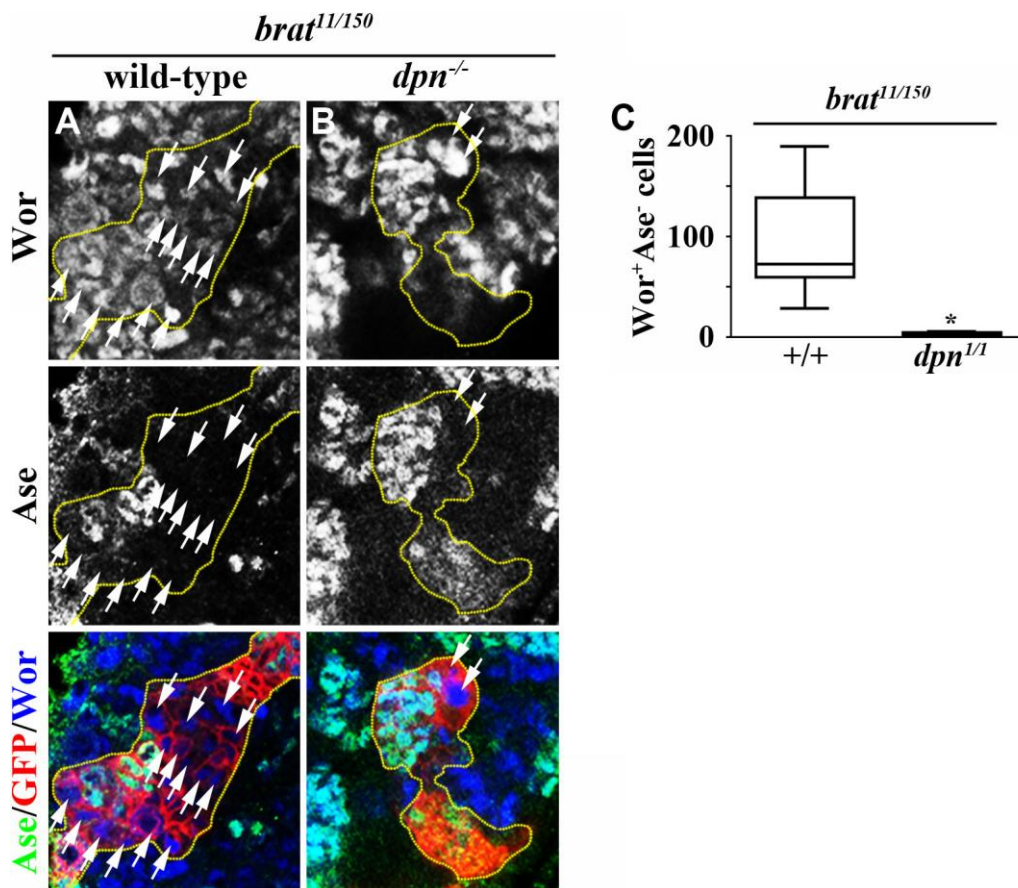 brat11/150
wild-type
dpn-/-
A
B
Wor
Ase
Ase/GFP/Wor
C
brat11/150
Wor+Ase- cells
200
100
0
*
+/+
dpn1/1